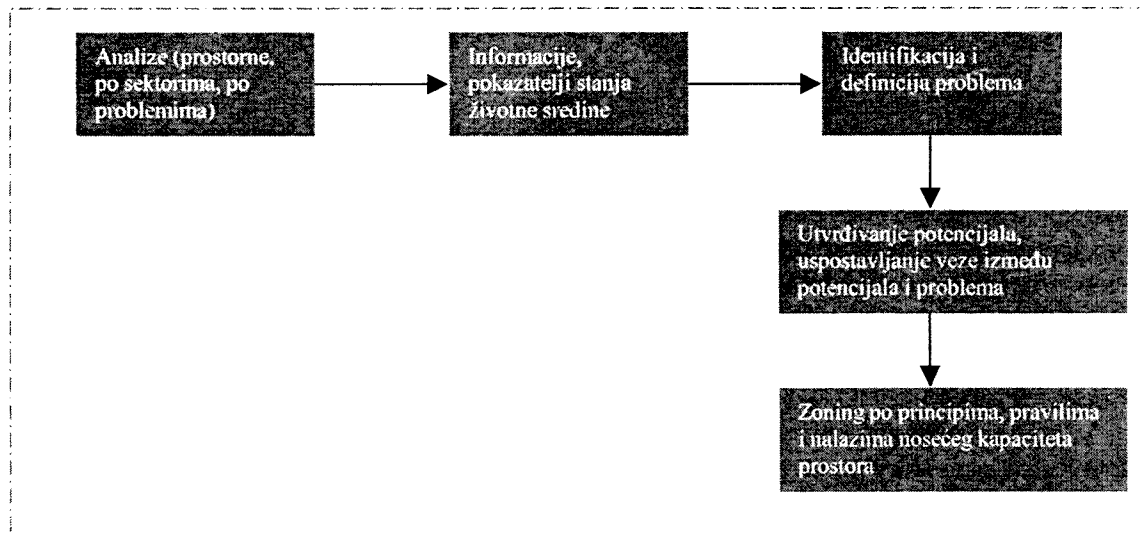 Analize (prostorne,
po sektorima, po
problemima)
Informacije,
pokazatelji stanja
životne sredine
Identifikacija i
definicija problema
Utvrđivanje potencijala,
uspostavljanje veze između
potencijala i problema
Zoning po principima, pravilima
i nalazima nosećeg kapaciteta
prostora